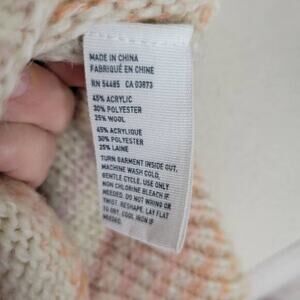 MADE IN CHINA
FABRIQUÉ EN CHINE
RN 54485 CA 03873
45% ACRYLIC
30% POLYESTER
25% WOOL
45% ACRYLIQUE
30% POLYESTER
25% LAINE
TURN GARMENT INSIDE OUT,
MACHINE WASH COLD,
GENTLE CYCLE. USE ONLY
NON CHLORINE BLEACH IF
NEEDED. DO NOT WRING OR
TWIST. RESHAPE. LAY FLAT
TO DRY. COOL IRON IF
NEEDED.